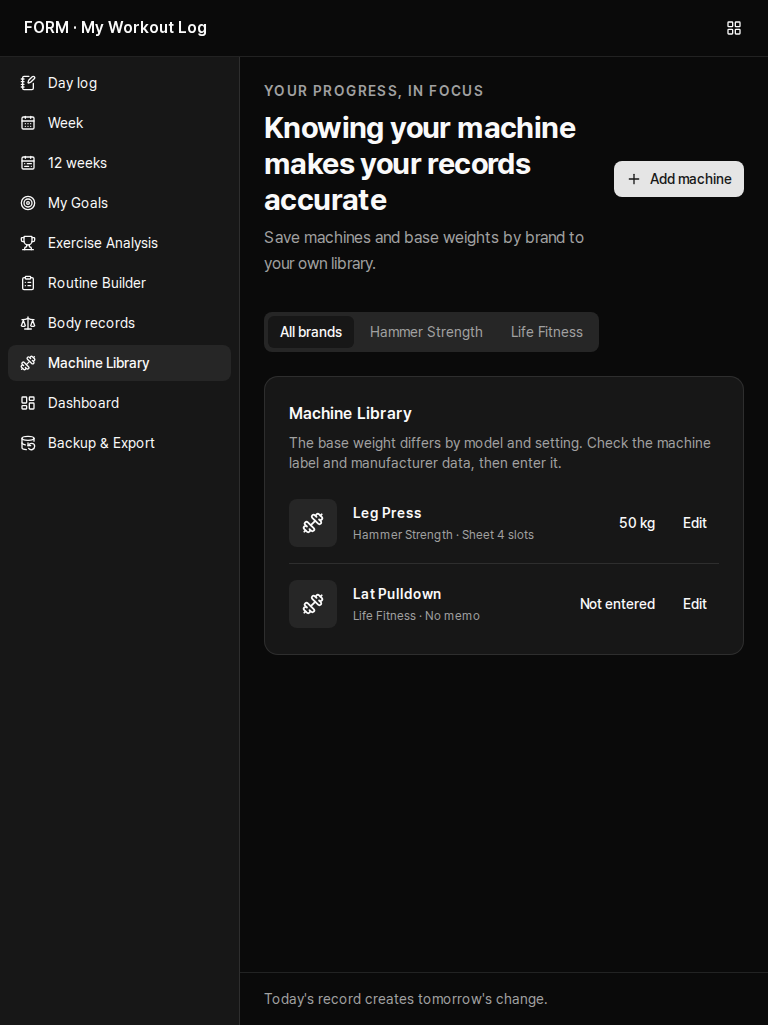 FORM · My Workout Log
Day log
Week
12 weeks
My Goals
Exercise Analysis
Routine Builder
Body records
Machine Library
Dashboard
Backup & Export
YOUR PROGRESS, IN FOCUS
Knowing your machine
makes your records
accurate
Save machines and base weights by brand to
your own library.
Add machine
All brands
Hammer Strength
Life Fitness
Machine Library
The base weight differs by model and setting. Check the machine
label and manufacturer data, then enter it.
Leg Press
Hammer Strength · Sheet 4 slots
50 kg
Edit
Lat Pulldown
Life Fitness · No memo
Not entered
Edit
Today's record creates tomorrow's change.